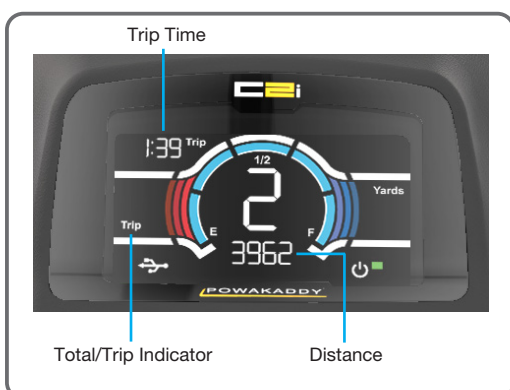 Trip Time
C2i
1:39 Trip
1/2
2
Yards
Trip
E
F
3962
POWAKADDY
Total/Trip Indicator
Distance